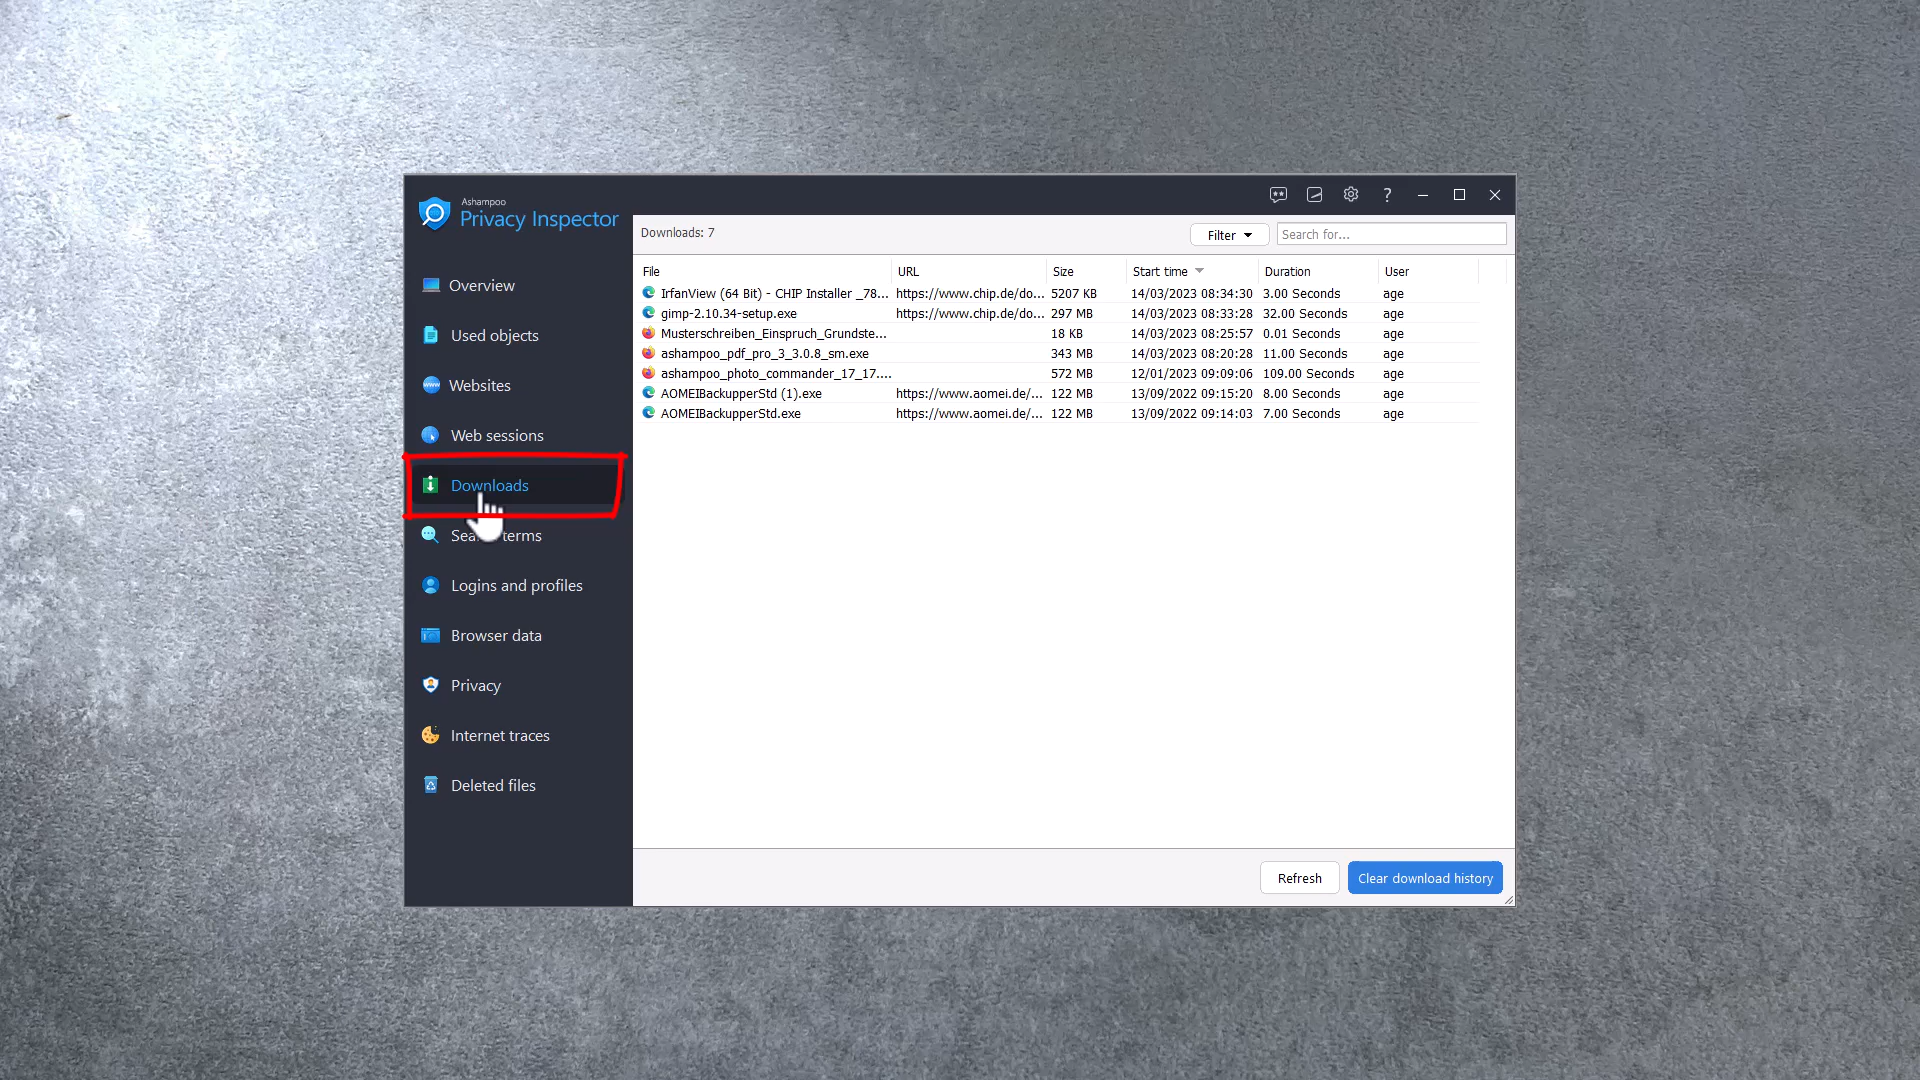 Ashampoo
Privacy Inspector
Overview
Used objects
Websites
Web sessions
Downloads
terms
Logins and profiles
Browser data
Privacy
Internet traces
Deleted files
Downloads: 7
Filter
Search for...
File URL Size Start time Duration User
IrfanView (64 Bit) - CHIP Installer _78... https://www.chip.de/do... 5207 KB 14/03/2023 08:34:30 3.00 Seconds age
gimp-2.10.34-setup.exe https://www.chip.de/do... 297 MB 14/03/2023 08:33:28 32.00 Seconds age
Musterschreiben_Einspruch_Grundste... 18 KB 14/03/2023 08:25:57 0.01 Seconds age
ashampoo_pdf_pro_3_3.0.8_sm.exe 343 MB 14/03/2023 08:20:28 11.00 Seconds age
ashampoo_photo_commander_17_17.... 572 MB 12/01/2023 09:09:06 109.00 Seconds age
AOMEIBackupperStd (1).exe https://www.aomei.de/... 122 MB 13/09/2022 09:15:20 8.00 Seconds age
AOMEIBackupperStd.exe https://www.aomei.de/... 122 MB 13/09/2022 09:14:03 7.00 Seconds age
Refresh
Clear download history